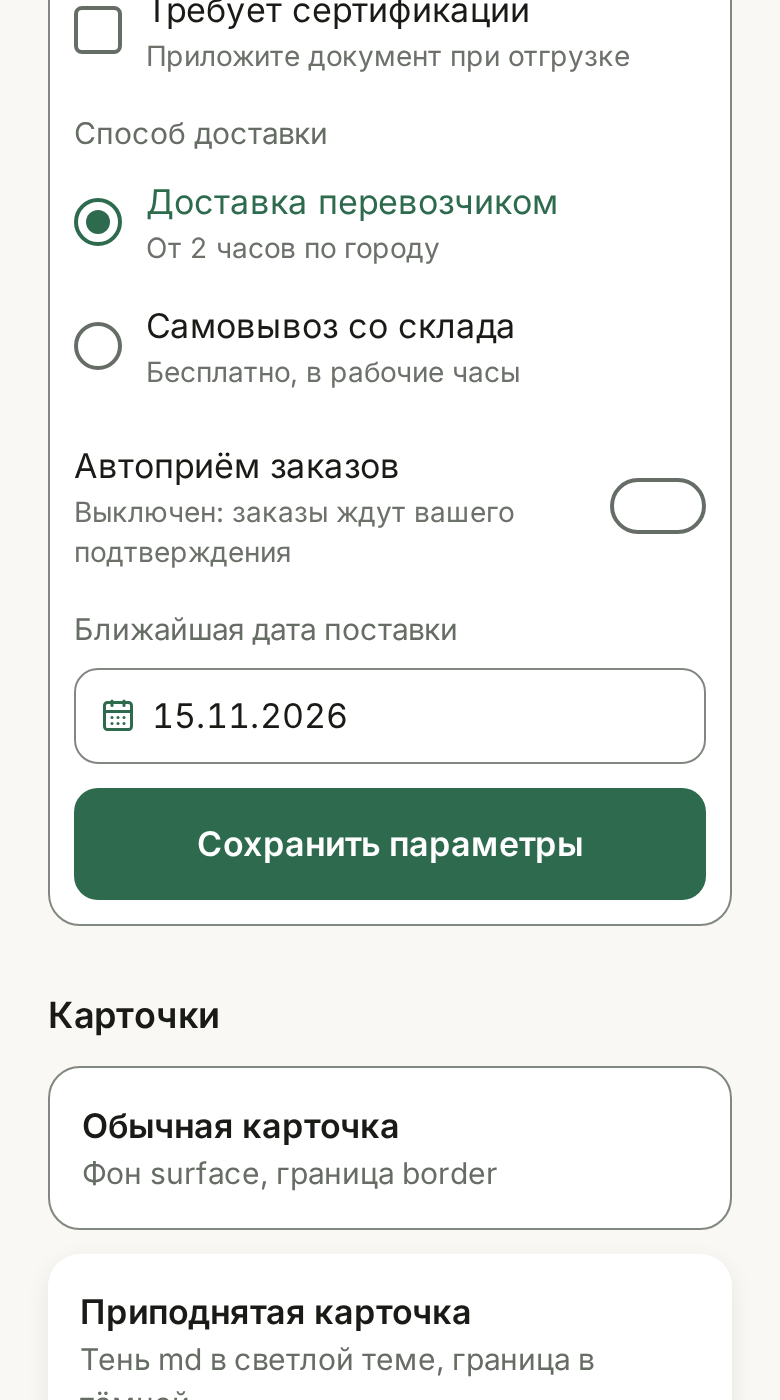 Требует сертификации
Приложите документ при отгрузке
Способ доставки
Доставка перевозчиком
От 2 часов по городу
Самовывоз со склада
Бесплатно, в рабочие часы
Автоприём заказов
Выключен: заказы ждут вашего
подтверждения
Ближайшая дата поставки
15.11.2026
Сохранить параметры
Карточки
Обычная карточка
Фон surface, граница border
Приподнятая карточка
Тень md в светлой теме, граница в
тёмной